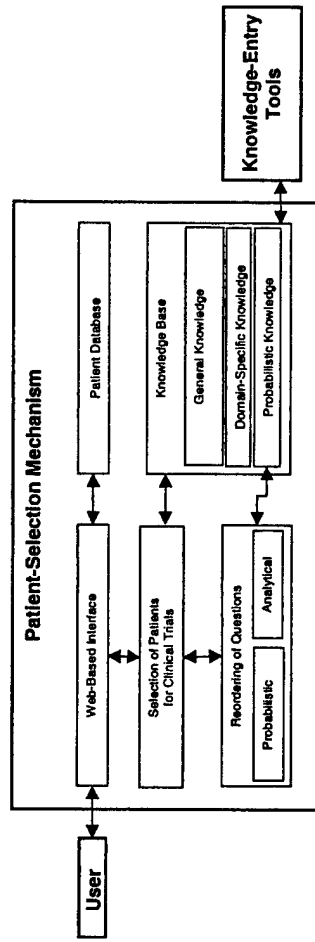 Patient-Selection Mechanism
User
Web-Based Interface
Patient Database
Selection of Patients
for Clinical Trials
Knowledge Base
General Knowledge
Domain-Specific Knowledge
Probabilistic Knowledge
Reordering of Questions
Probabilistic
Analytical
Knowledge-Entry
Tools